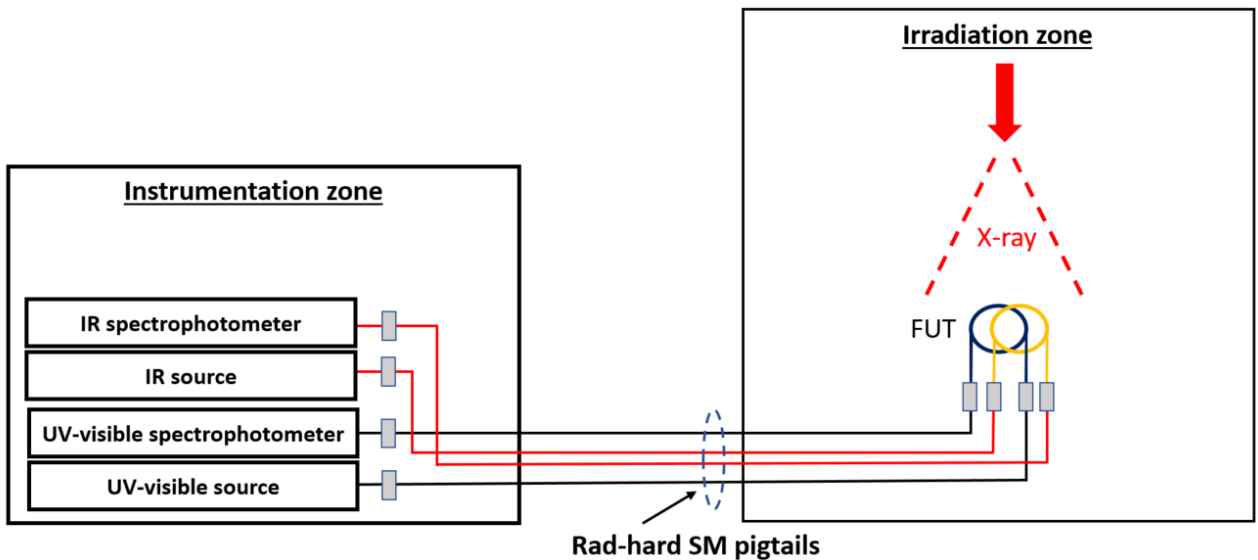 Irradiation zone
Instrumentation zone
X-ray
IR spectrophotometer
FUT
IR source
UV-visible spectrophotometer
UV-visible source
Rad-hard SM pigtails